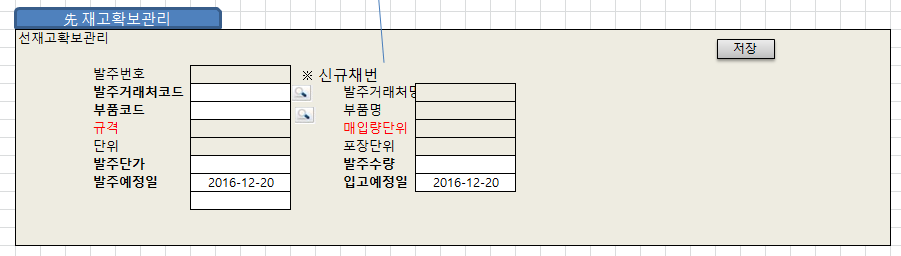 先 재고확보관리
선재고확보관리
저장
발주번호 ※ 신규채번
발주거래처코드 발주거래처명
부품코드 부품명
규격 매입량단위
단위 포장단위
발주단가 발주수량
발주예정일 2016-12-20 입고예정일 2016-12-20